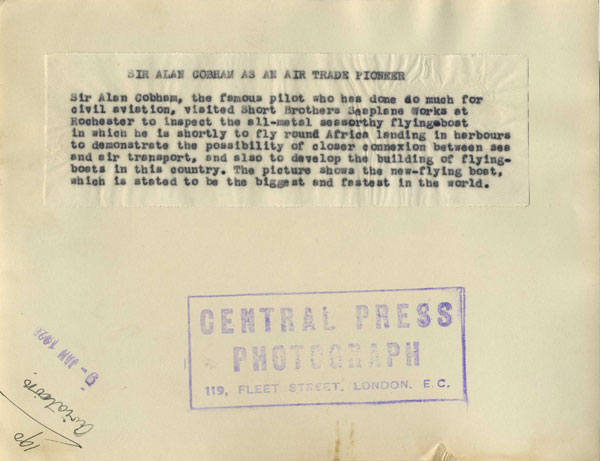 SIR ALAN COBHAM AS AN AIR TRADE PIONEER
Sir Alan Cobham, the famous pilot who has done do much for
civil aviation, visited Short Brothers Seaplane Works at
Rochester to inspect the all-metal seaworthy flyingboat
in which he is shortly to fly round Africa landing in harbours
to demonstrate the possibility of closer connexion between sea
and air transport, and also to develop the building of flying-
boats in this country. The picture shows the new-flying boat,
which is stated to be the biggest and fastest in the world.
CENTRAL PRESS
PHOTOGRAPH
119, FLEET STREET, LONDON. E.C.
JAN
Aviation.
190